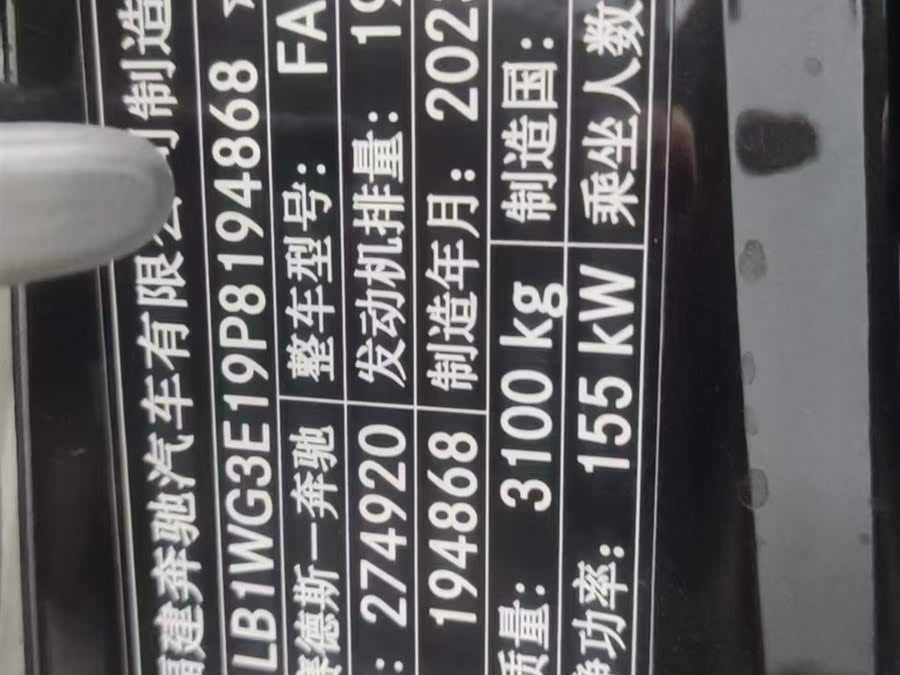 福建奔驰汽车有限公司制造
LB1WG3E19P8194868
赛德斯—奔驰 整车型号: FA
: 274920 发动机排量: 19
194868 制造年月: 202
质量: 3100 kg 制造国:
功率: 155 kW 乘坐人数